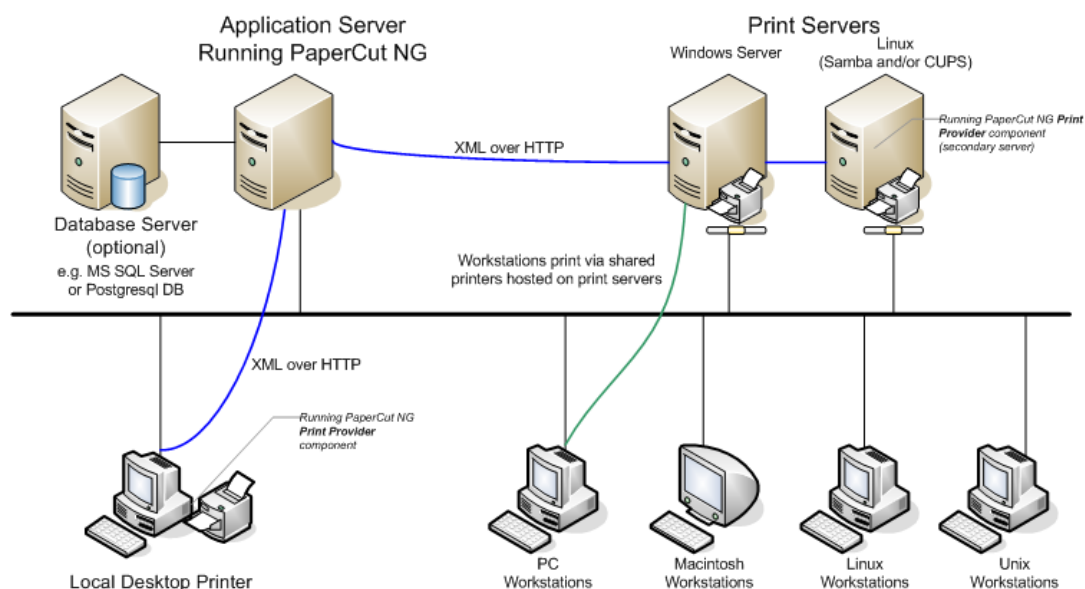 Application Server
Running PaperCut NG
Print Servers
Windows Server
Linux
(Samba and/or CUPS)
Running PaperCut NG Print
Provider component
(secondary server)
XML over HTTP
Database Server
(optional)
e.g. MS SQL Server
or Postgresql DB
Workstations print via shared
printers hosted on print servers
XML over HTTP
Running PaperCut NG
Print Provider
component
Local Desktop Printer
PC
Workstations
Macintosh
Workstations
Linux
Workstations
Unix
Workstations